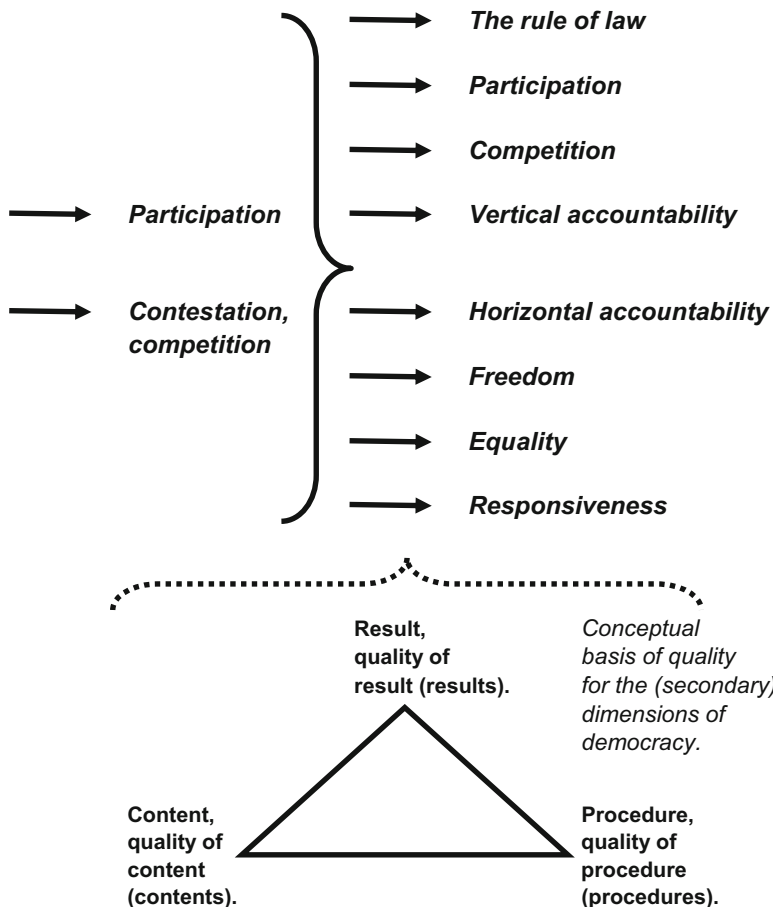 The rule of law
Participation
Competition
Participation
Vertical accountability
Contestation,
competition
Horizontal accountability
Freedom
Equality
Responsiveness
Result,
quality of
result (results).
Conceptual
basis of quality
for the (secondary)
dimensions of
democracy.
Content,
quality of
content
(contents).
Procedure,
quality of
procedure
(procedures).